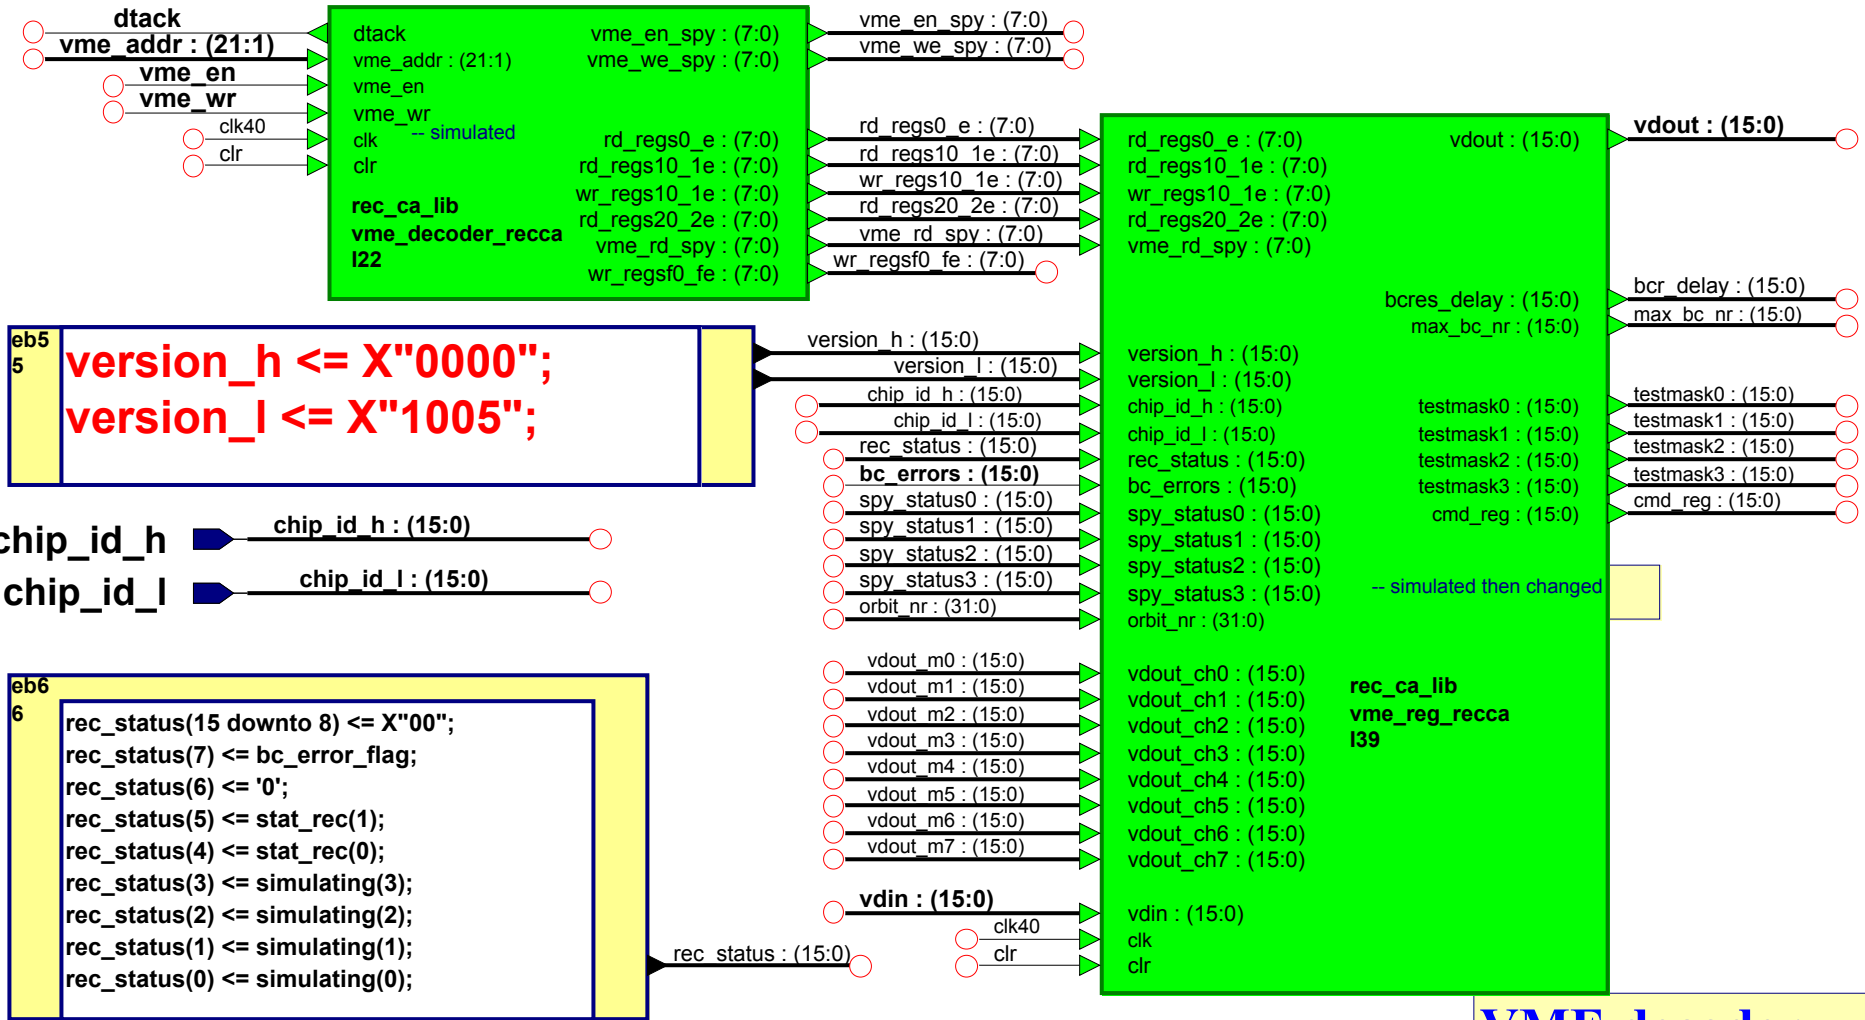 dtack
vme_addr : (21:1)
vme_en
vme_wr
clk40
clr
dtack
vme_addr : (21:1)
vme_en
vme_wr
clk
clr
-- simulated
rec_ca_lib
vme_decoder_recca
I22
vme_en_spy : (7:0)
vme_we_spy : (7:0)
rd_regs0_e : (7:0)
rd_regs10_1e : (7:0)
wr_regs10_1e : (7:0)
rd_regs20_2e : (7:0)
vme_rd_spy : (7:0)
wr_regsf0_fe : (7:0)
vme_en_spy : (7:0)
vme_we_spy : (7:0)
rd_regs0_e : (7:0)
rd_regs10_1e : (7:0)
wr_regs10_1e : (7:0)
rd_regs20_2e : (7:0)
vme_rd_spy : (7:0)
wr_regsf0_fe : (7:0)
eb5
5
version_h <= X"0000";
version_l <= X"1005";
chip_id_h
chip_id_h : (15:0)
chip_id_l
chip_id_l : (15:0)
eb6
6
rec_status(15 downto 8) <= X"00";
rec_status(7) <= bc_error_flag;
rec_status(6) <= '0';
rec_status(5) <= stat_rec(1);
rec_status(4) <= stat_rec(0);
rec_status(3) <= simulating(3);
rec_status(2) <= simulating(2);
rec_status(1) <= simulating(1);
rec_status(0) <= simulating(0);
rec_status : (15:0)
version_h : (15:0)
version_l : (15:0)
chip_id_h : (15:0)
chip_id_l : (15:0)
rec_status : (15:0)
bc_errors : (15:0)
spy_status0 : (15:0)
spy_status1 : (15:0)
spy_status2 : (15:0)
spy_status3 : (15:0)
orbit_nr : (31:0)
vdout_m0 : (15:0)
vdout_m1 : (15:0)
vdout_m2 : (15:0)
vdout_m3 : (15:0)
vdout_m4 : (15:0)
vdout_m5 : (15:0)
vdout_m6 : (15:0)
vdout_m7 : (15:0)
vdin : (15:0)
clk40
clr
rd_regs0_e : (7:0)
rd_regs10_1e : (7:0)
wr_regs10_1e : (7:0)
rd_regs20_2e : (7:0)
vme_rd_spy : (7:0)
version_h : (15:0)
version_l : (15:0)
chip_id_h : (15:0)
chip_id_l : (15:0)
rec_status : (15:0)
bc_errors : (15:0)
spy_status0 : (15:0)
spy_status1 : (15:0)
spy_status2 : (15:0)
spy_status3 : (15:0)
orbit_nr : (31:0)
vdout_ch0 : (15:0)
vdout_ch1 : (15:0)
vdout_ch2 : (15:0)
vdout_ch3 : (15:0)
vdout_ch4 : (15:0)
vdout_ch5 : (15:0)
vdout_ch6 : (15:0)
vdout_ch7 : (15:0)
vdin : (15:0)
clk
clr
vdout : (15:0)
bcres_delay : (15:0)
max_bc_nr : (15:0)
testmask0 : (15:0)
testmask1 : (15:0)
testmask2 : (15:0)
testmask3 : (15:0)
cmd_reg : (15:0)
-- simulated then changed
rec_ca_lib
vme_reg_recca
I39
vdout : (15:0)
bcr_delay : (15:0)
max_bc_nr : (15:0)
testmask0 : (15:0)
testmask1 : (15:0)
testmask2 : (15:0)
testmask3 : (15:0)
cmd_reg : (15:0)
VME decoder